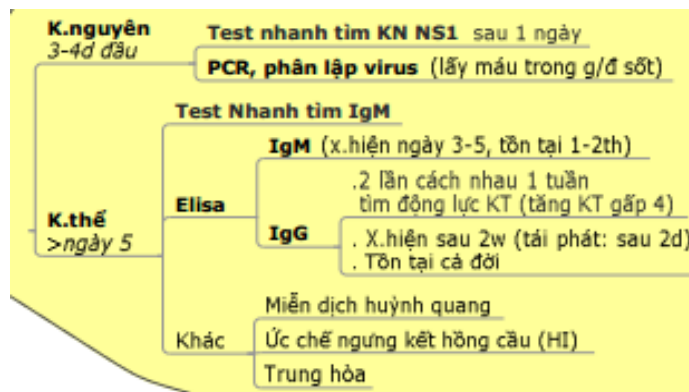 K.nguyên
3-4d đầu
Test nhanh tìm KN NS1 sau 1 ngày
PCR, phân lập virus (lấy máu trong g/đ sốt)
K.thể
>ngày 5
Test Nhanh tìm IgM
Elisa
IgM (x.hiện ngày 3-5, tồn tại 1-2th)
IgG
.2 lần cách nhau 1 tuần
tìm động lực KT (tăng KT gấp 4)
. X.hiện sau 2w (tái phát: sau 2d)
. Tồn tại cả đời
Khác
Miễn dịch huỳnh quang
Ức chế ngưng kết hồng cầu (HI)
Trung hòa